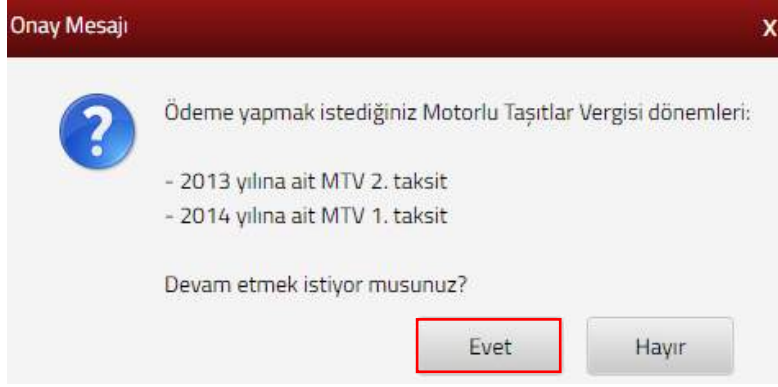 Onay Mesajı
X
Ödeme yapmak istediğiniz Motorlu Taşıtlar Vergisi dönemleri:
- 2013 yılına ait MTV 2. taksit
- 2014 yılına ait MTV 1. taksit
Devam etmek istiyor musunuz?
Evet
Hayır